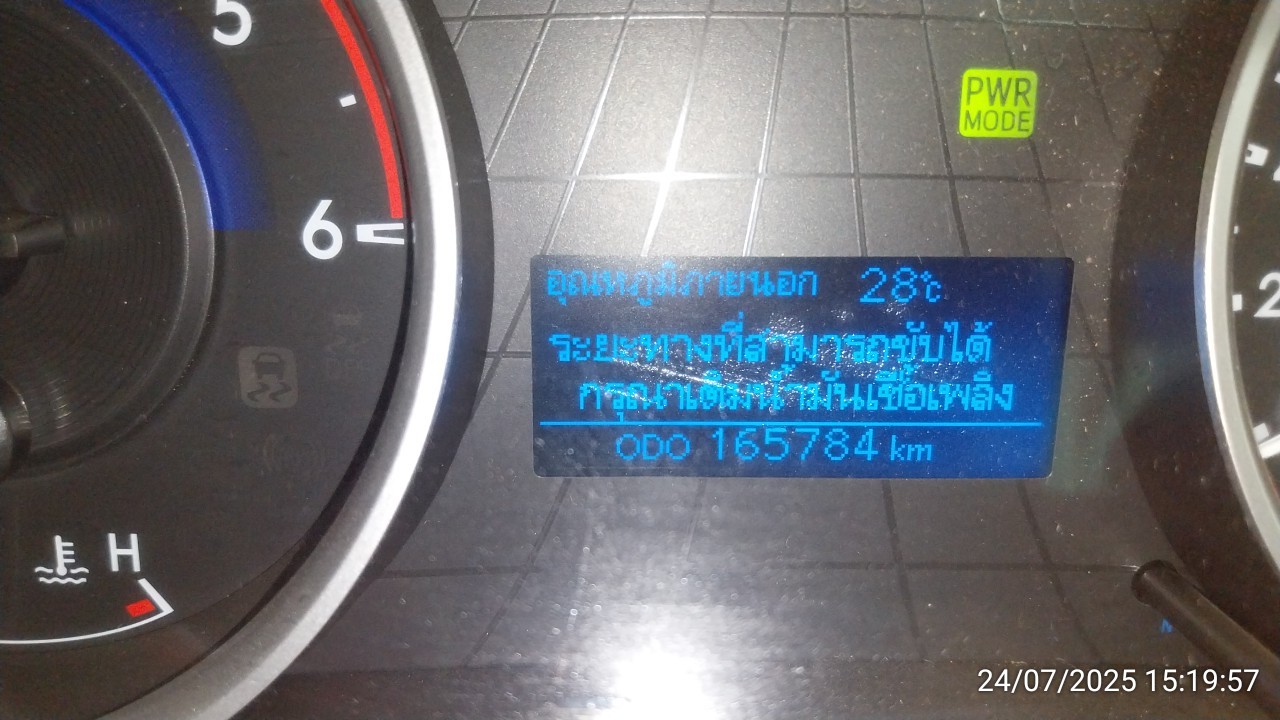 5
PWR
MODE
6
อุณหภูมิภายนอก 28℃
ระยะทางที่สามารถขับได้
กรุณาเติมน้ำมันเชื้อเพลิง
ODO 165784 km
2
H
N
24/07/2025 15:19:57